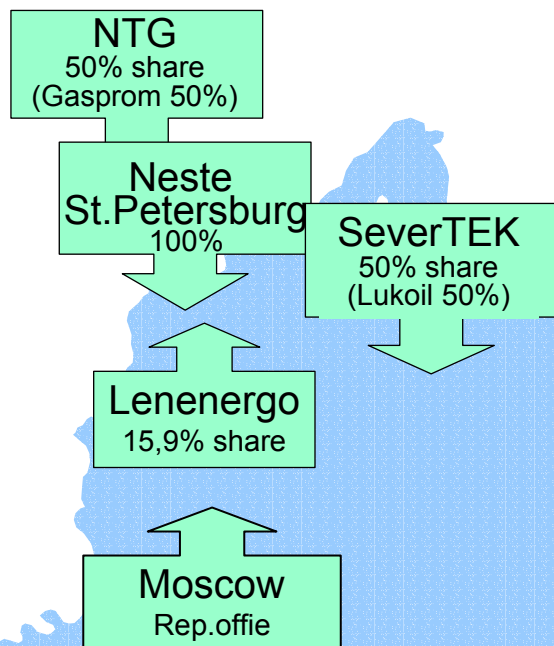 NTG
50% share
(Gasprom 50%)
Neste
St.Petersburg
100%
SeverTEK
50% share
(Lukoil 50%)
Lenenergo
15,9% share
Moscow
Rep.offie